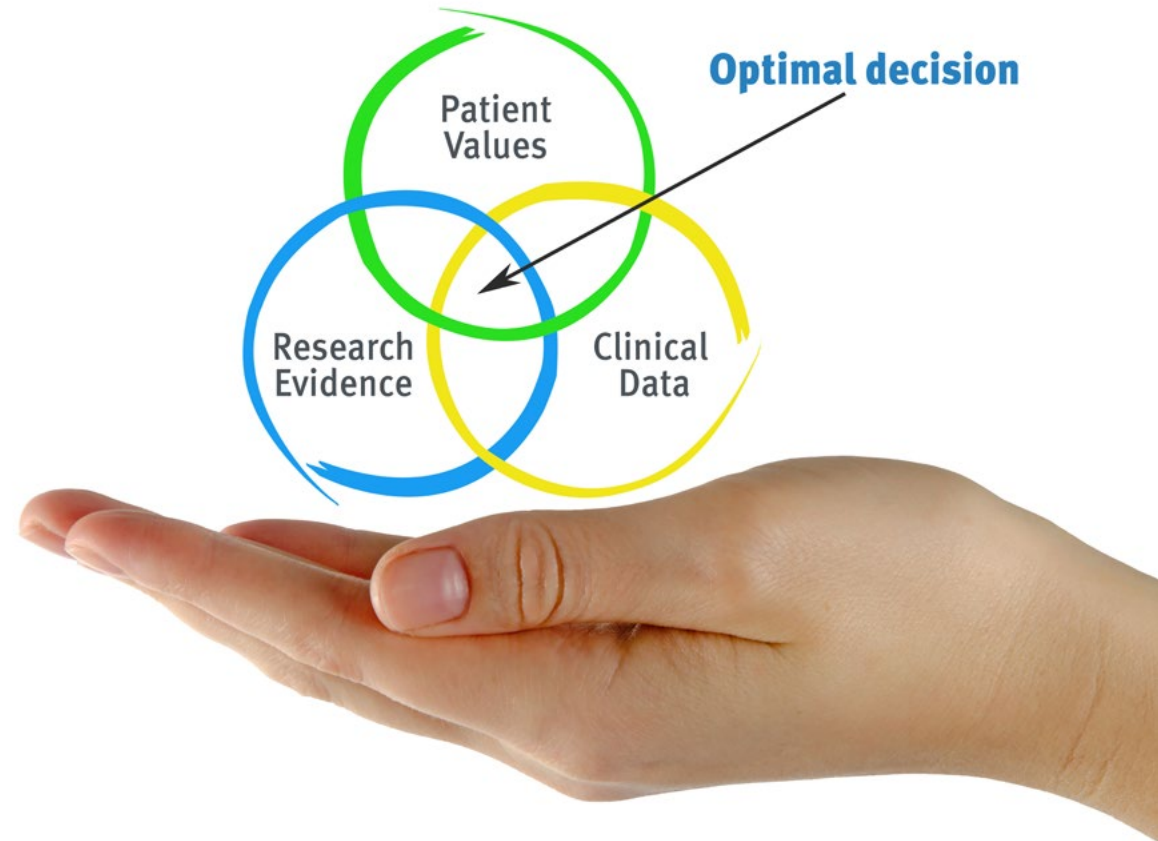 Optimal decision
Patient
Values
Research
Evidence
Clinical
Data